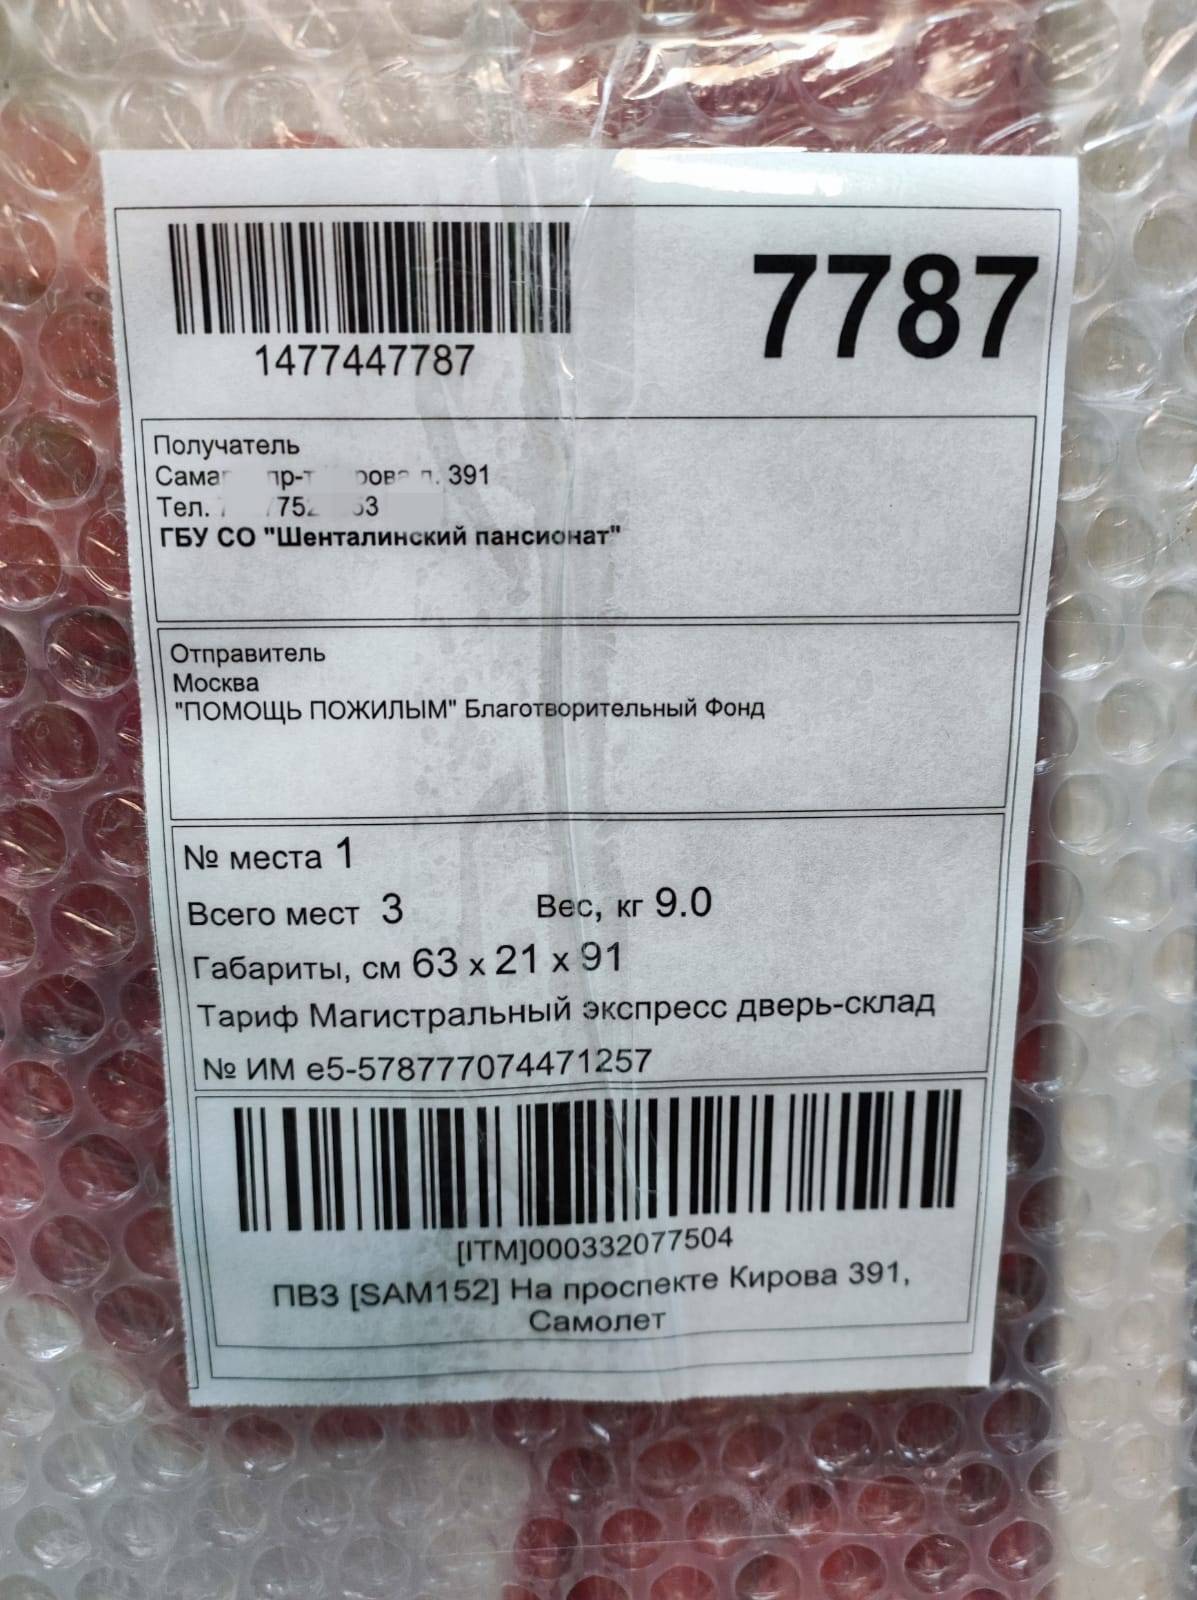 1477447787
7787
Получатель
д. 391
Тел.
ГБУ СО "Шенталинский пансионат"
Отправитель
Москва
"ПОМОЩЬ ПОЖИЛЫМ" Благотворительный Фонд
№ места 1
Всего мест 3 Вес, кг 9.0
Габариты, см 63 x 21 x 91
Тариф Магистральный экспресс дверь-склад
№ ИМ e5-578777074471257
[ITM]000332077504
ПВЗ [SAM152] На проспекте Кирова 391,
Самолет